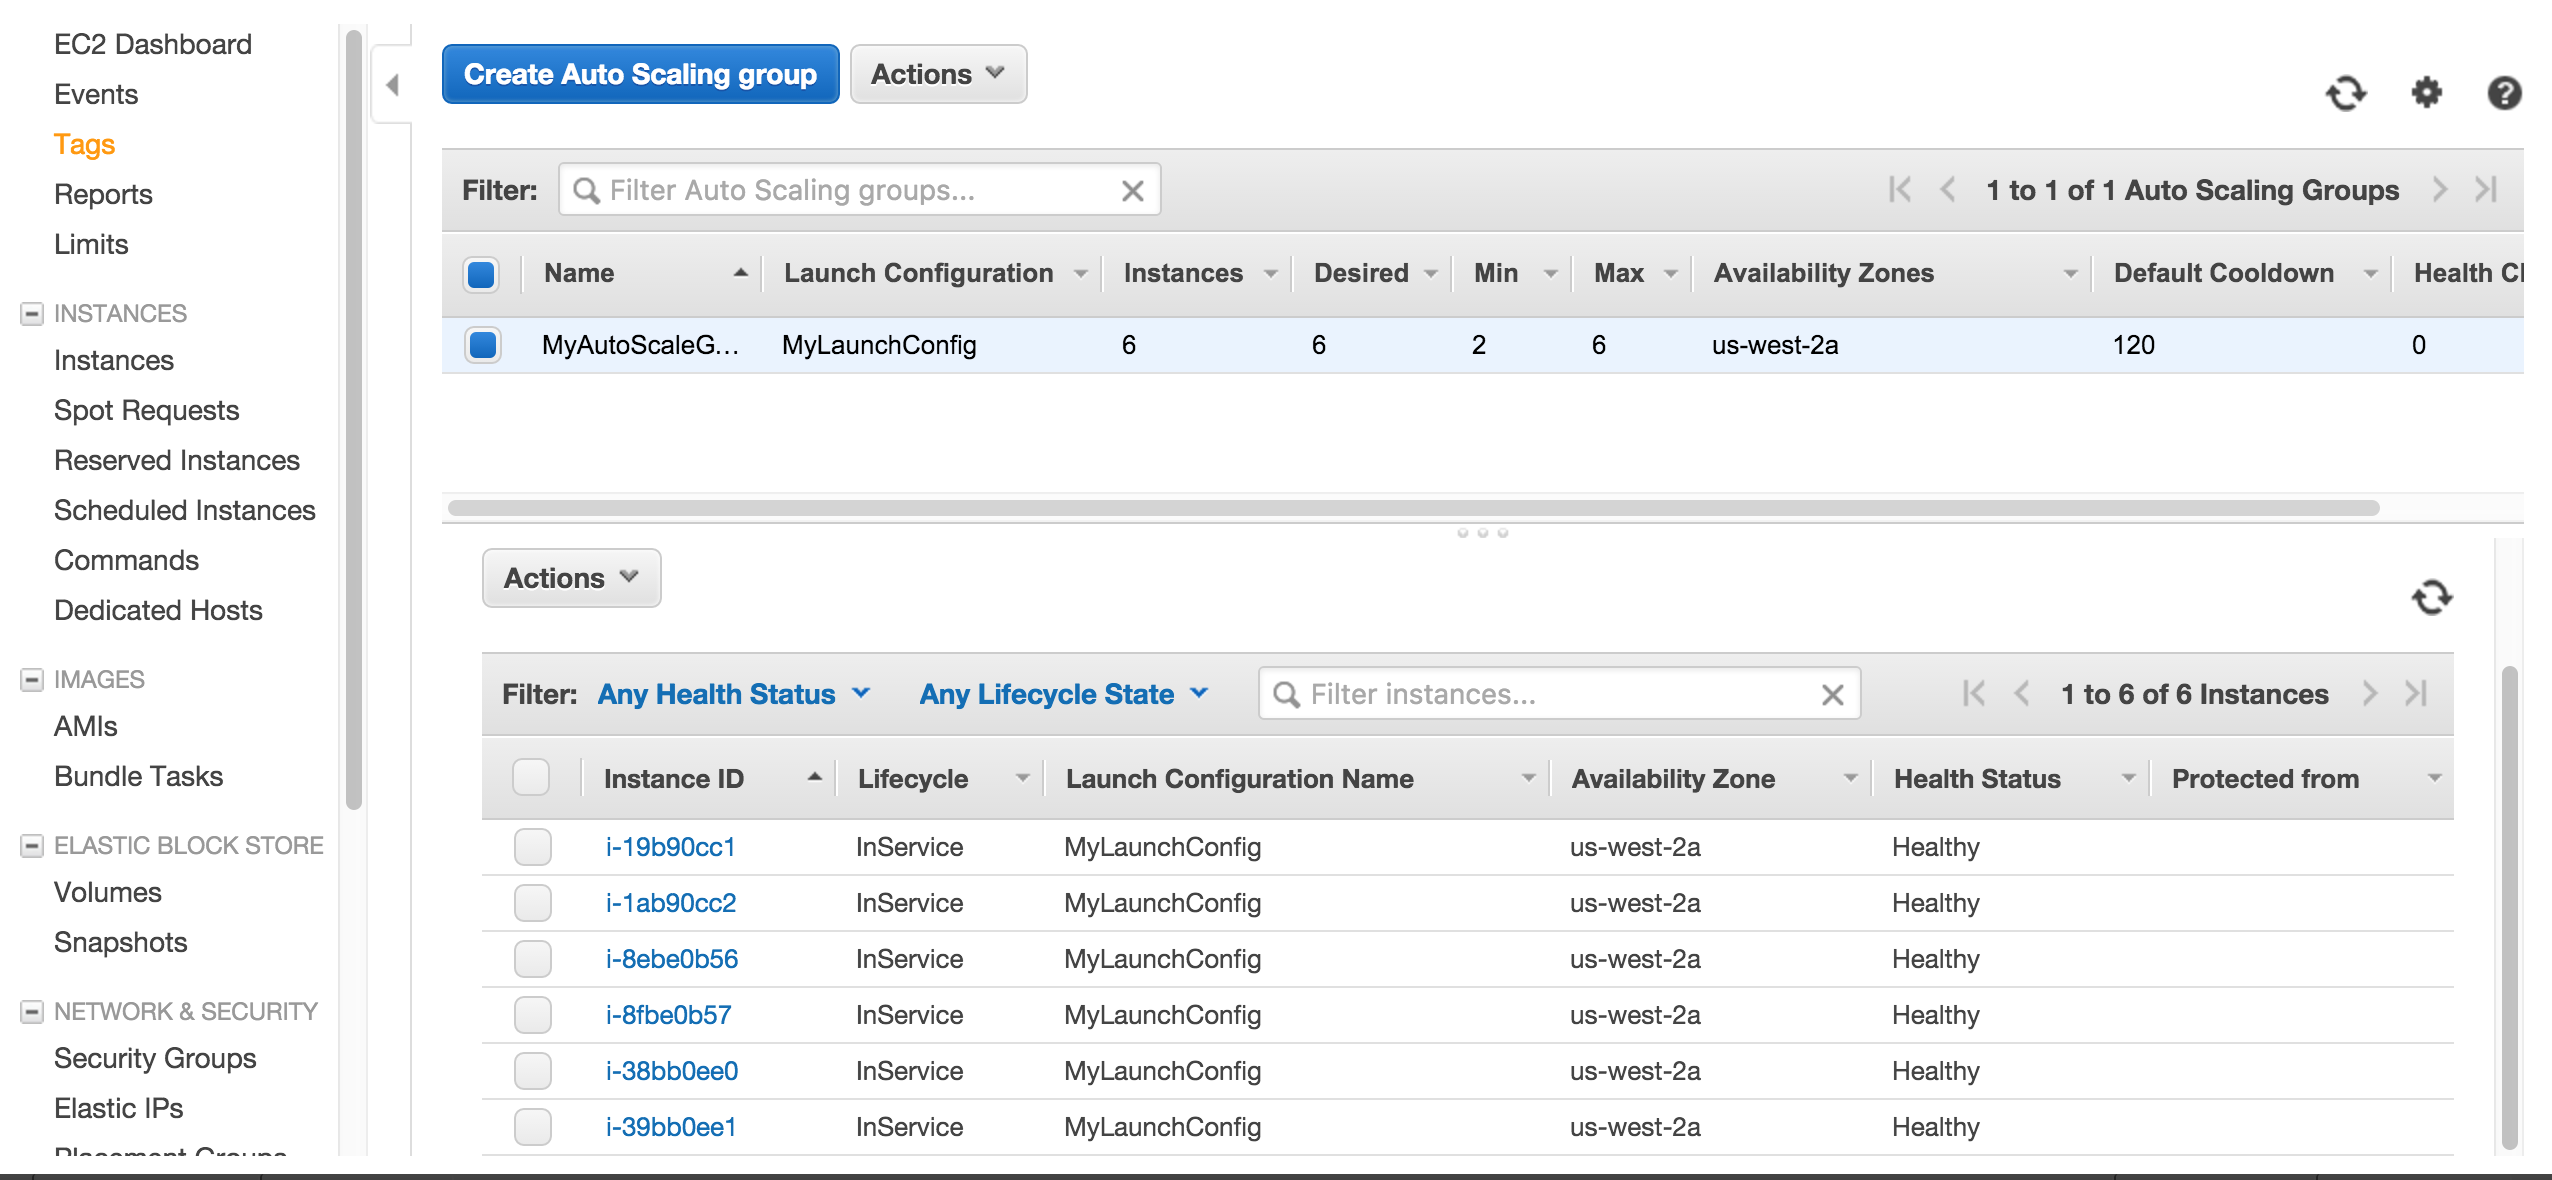 EC2 Dashboard
Events
Tags
Reports
Limits
INSTANCES
Instances
Spot Requests
Reserved Instances
Scheduled Instances
Commands
Dedicated Hosts
IMAGES
AMIs
Bundle Tasks
ELASTIC BLOCK STORE
Volumes
Snapshots
NETWORK & SECURITY
Security Groups
Elastic IPs
Placement Groups
Create Auto Scaling group Actions
Filter: Filter Auto Scaling groups... 1 to 1 of 1 Auto Scaling Groups
Name Launch Configuration Instances Desired Min Max Availability Zones Default Cooldown Health
MyAutoScaleG... MyLaunchConfig 6 6 2 6 us-west-2a 120 0
Actions
Filter: Any Health Status Any Lifecycle State Filter instances... 1 to 6 of 6 Instances
Instance ID Lifecycle Launch Configuration Name Availability Zone Health Status Protected from
i-19b90cc1 InService MyLaunchConfig us-west-2a Healthy
i-1ab90cc2 InService MyLaunchConfig us-west-2a Healthy
i-8ebe0b56 InService MyLaunchConfig us-west-2a Healthy
i-8fbe0b57 InService MyLaunchConfig us-west-2a Healthy
i-38bb0ee0 InService MyLaunchConfig us-west-2a Healthy
i-39bb0ee1 InService MyLaunchConfig us-west-2a Healthy